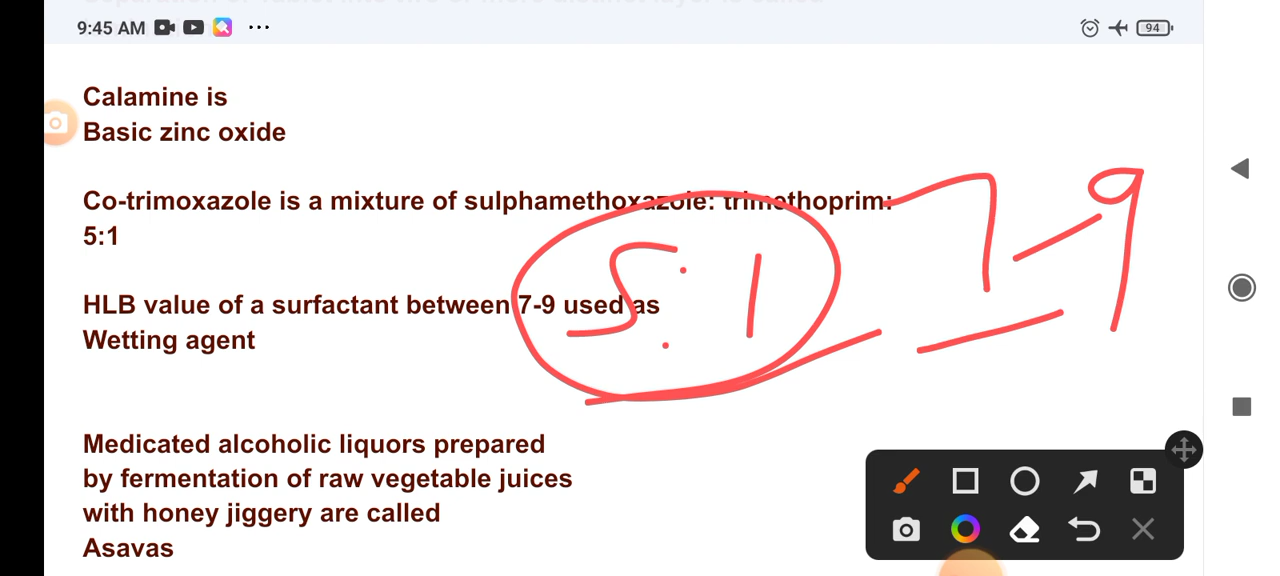 9:45 AM
94
Calamine is
Basic zinc oxide
Co-trimoxazole is a mixture of sulphamethoxazole: trimethoprim:
5:1
HLB value of a surfactant between 7-9 used as
Wetting agent
5:1
7-9
Medicated alcoholic liquors prepared
by fermentation of raw vegetable juices
with honey jiggery are called
Asavas